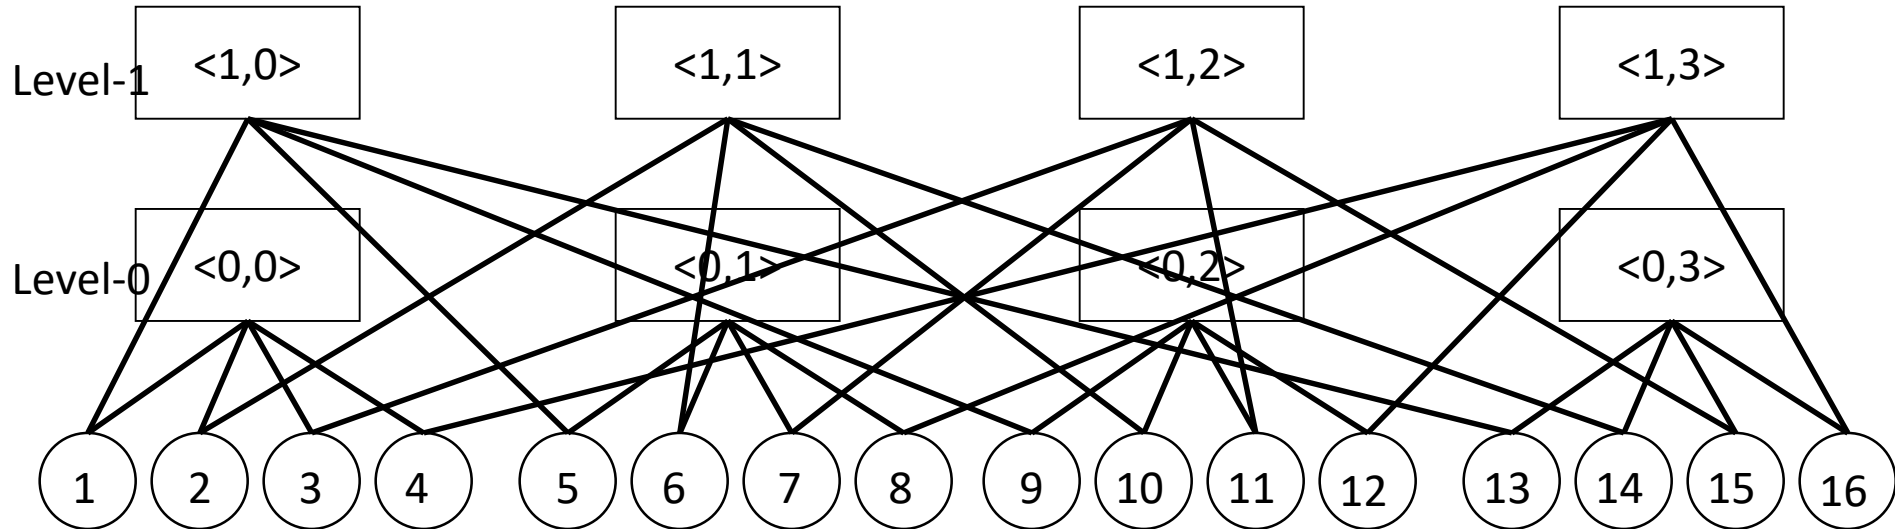 Level-1 <1,0> <1,1> <1,2> <1,3>
Level-0 <0,0> <0,1> <0,2> <0,3>
1 2 3 4 5 6 7 8 9 10 11 12 13 14 15 16